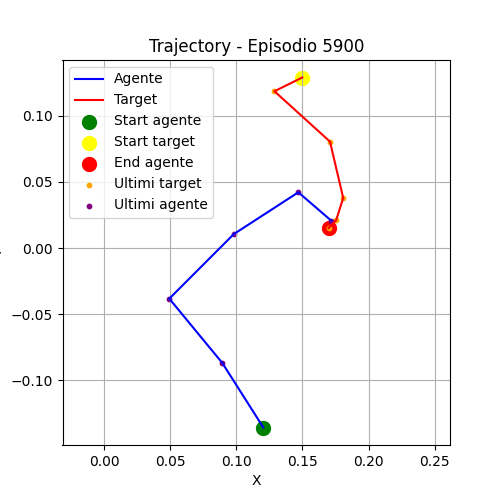 Trajectory - Episodio 5900
Agente
Target
Start agente
Start target
End agente
Ultimi target
Ultimi agente
0.10
0.05
0.00
−0.05
−0.10
0.00 0.05 0.10 0.15 0.20 0.25
X